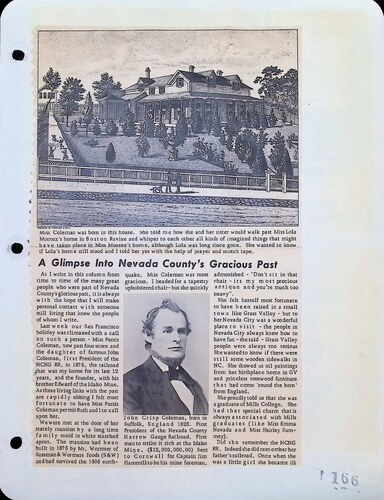 Miss Coleman was born in this house. She told me how she and her sister would walk past Miss Lola
Montez's home in Boston Ravine and whisper to each other all kinds of imagined things that might
have taken place in Miss Montez's home, although Lola was long since gone. She wanted to know
if Lola's home still stood and I told her yes with the help of prayer and scotch tape.
A Glimpse Into Nevada County's Gracious Past
As I write in this column from
time to time of the many great
people who were part of Nevada
County's glorious past, it is always
with the hope that I will make
personal contact with someone
still living that knew the people
of whom I write.
Last week our San Francisco
holiday was climaxed with a call
on such a person - Miss Persis
Coleman, now past four score and
the daughter of famous John
Coleman, first President of the
NCNG RR, in 1876, the railroad
that was my home for its last 12
years, and the founder, with his
brother Edward of the Idaho Mine.
As these living links with the past
are rapidly ebbing I felt most
fortunate to have Miss Persis
Coleman permit Ruth and I to call
upon her.
We were met at the door of her
stately mansion by a long time
family maid in white starched
apron. The mansion had been
built in 1876 by Mr. Wormser of
Sussman & Wormser foods (S&W)
and had survived the 1906 earth-
quake. Miss Coleman was most
gracious. I headed for a tapestry
upholstered chair - but she quickly
John Crisp Coleman, born in
Suffolk, England 1823. First
President of the Nevada County
Narrow Gauge Railroad. First
man to strike it rich at the Idaho
Mine, ($12,000,000.00) Sent
to Cornwall for Captain Jan
Hammill to be his mine foreman.
admonished - "Don't sit in that
chair - its my most precious
antique and you're much too
heavy".
She felt herself most fortunate
to have been raised in a small
town like Grass Valley - but to
her Nevada City was a wonderful
place to visit - the people in
Nevada City always knew how to
have fun - she said - Grass Valley
people were always too serious
She wanted to know if there were
still some wooden sidewalks in
NC. She showed us oil paintings
from her birthplace home in GV
and priceless rosewood furniture
that had come round the Horn
of England.
She proudly told us that she was
a graduate of Mills College. She
had that special charm that is
always associated with Mills
graduates (like Miss Emma
Nevada and Miss Shirley Sum-
mery).
Did she remember the NCNG
RR. Indeed she did remember her
father's railroad. Once when she
was a little girl she became ill
166